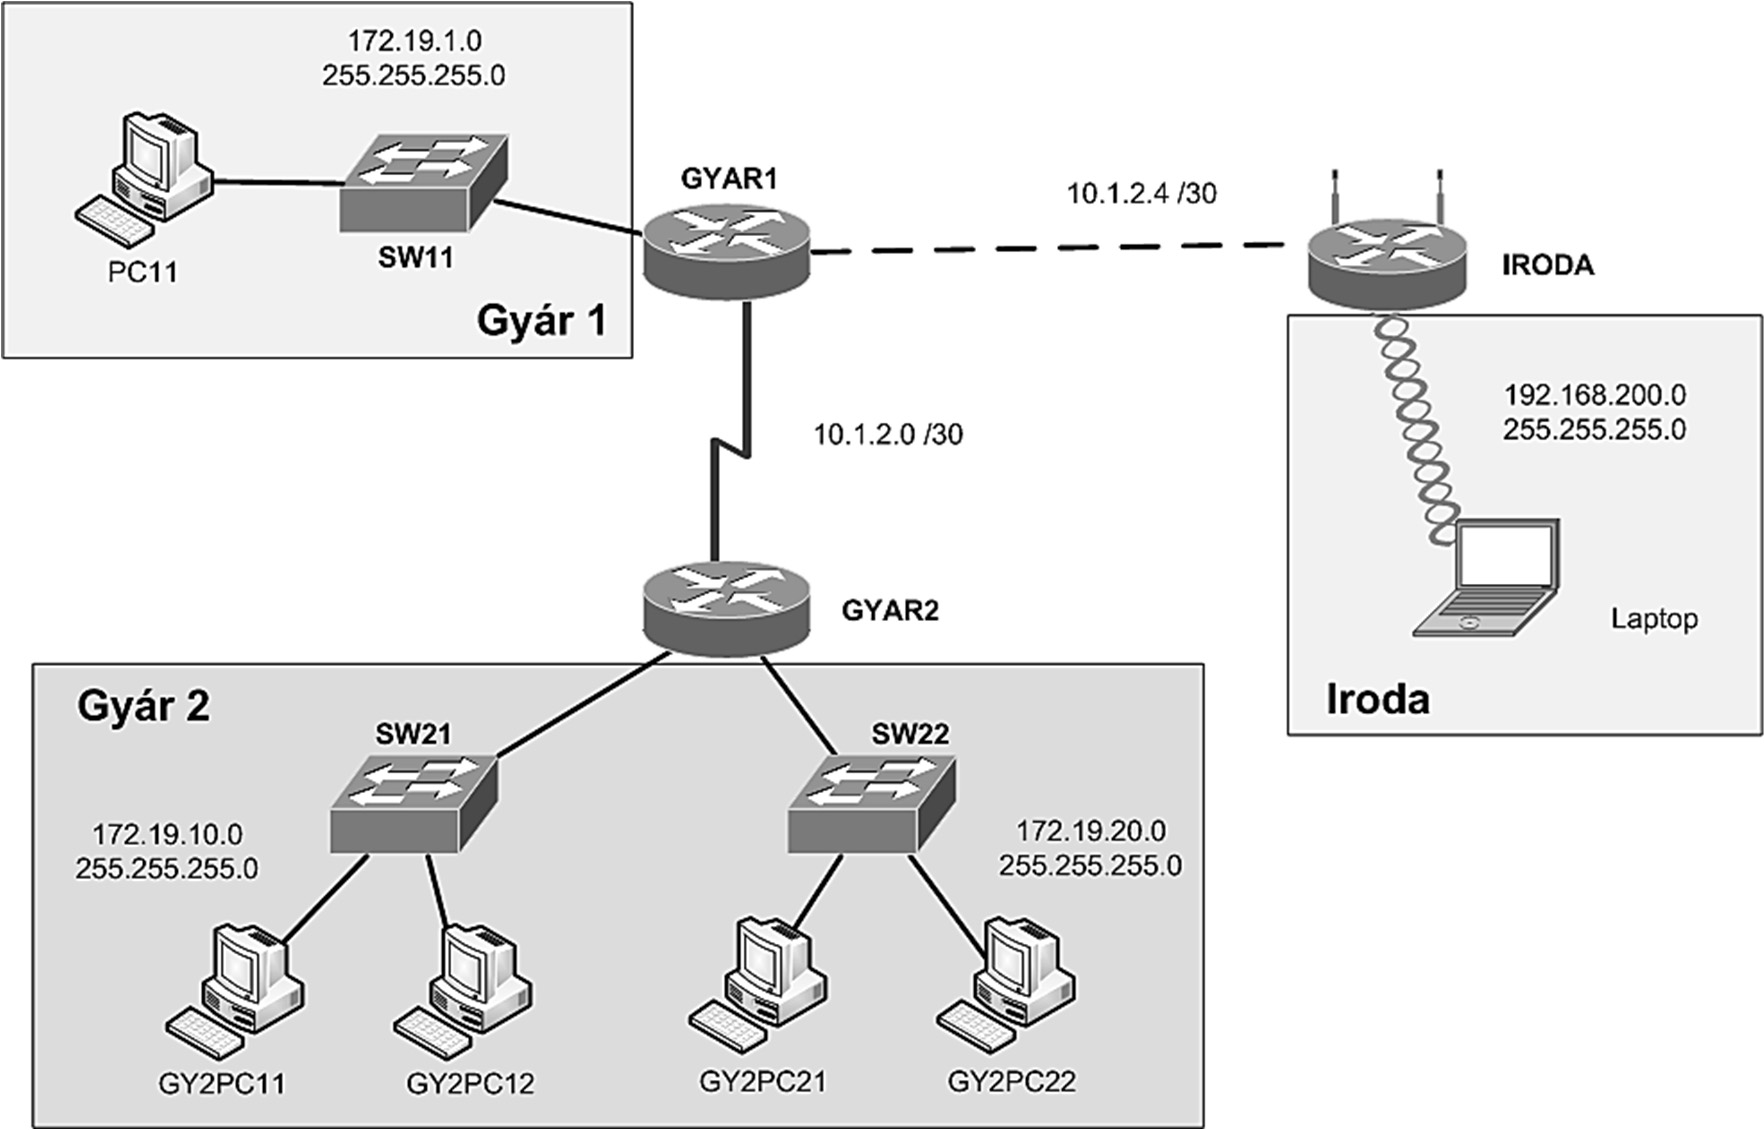 172.19.1.0
255.255.255.0
PC11
SW11
Gyár 1
GYAR1
10.1.2.4 /30
IRODA
192.168.200.0
255.255.255.0
Laptop
Iroda
10.1.2.0 /30
GYAR2
Gyár 2
SW21
SW22
172.19.10.0
255.255.255.0
172.19.20.0
255.255.255.0
GY2PC11
GY2PC12
GY2PC21
GY2PC22